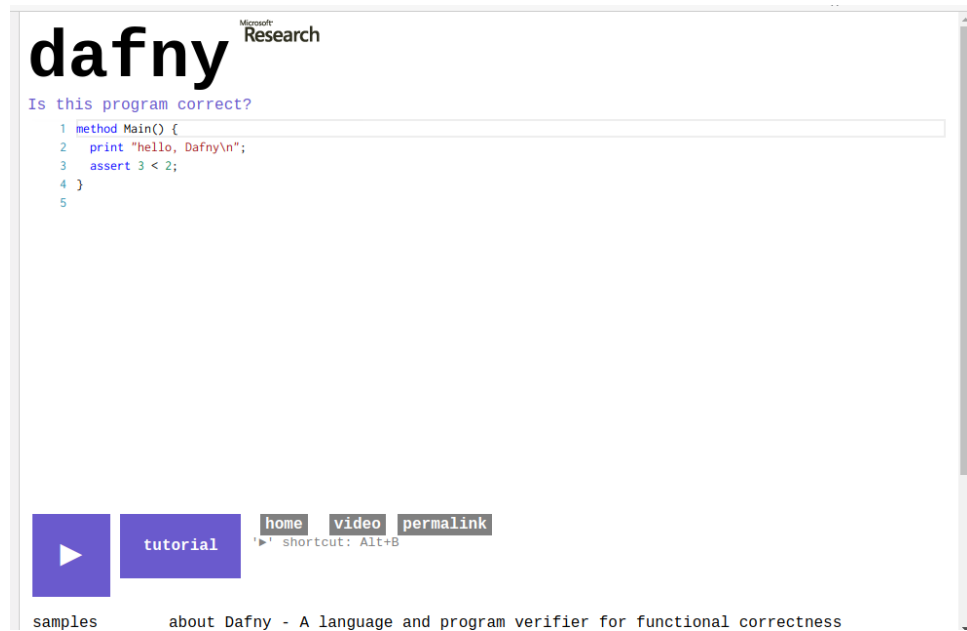 dafny
Microsoft
Research
Is this program correct?
1 method Main() {
2   print "hello, Dafny\n";
3   assert 3 < 2;
4 }
5
▶
tutorial
home video permalink
'▶' shortcut: Alt+B
samples about Dafny - A language and program verifier for functional correctness